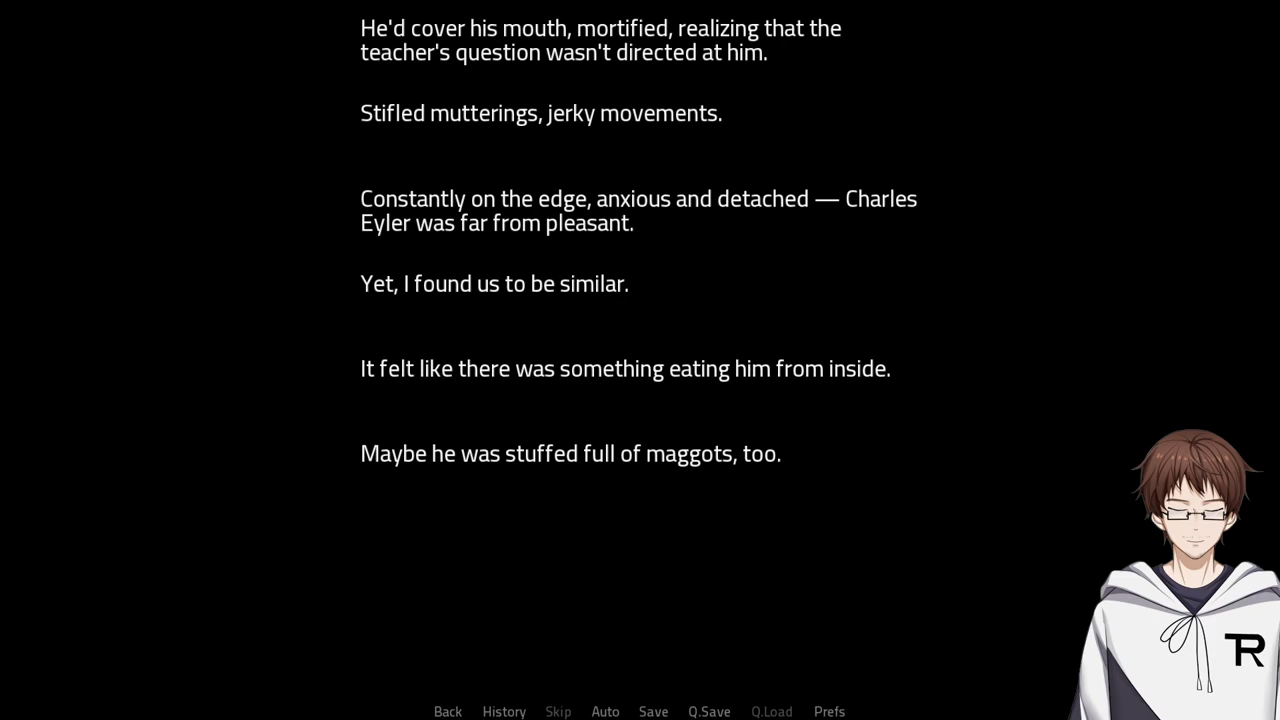 He'd cover his mouth, mortified, realizing that the
teacher's question wasn't directed at him.
Stifled mutterings, jerky movements.
Constantly on the edge, anxious and detached — Charles
Eyler was far from pleasant.
Yet, I found us to be similar.
It felt like there was something eating him from inside.
Maybe he was stuffed full of maggots, too.
TR
Back History Skip Auto Save Q.Save Q.Load Prefs